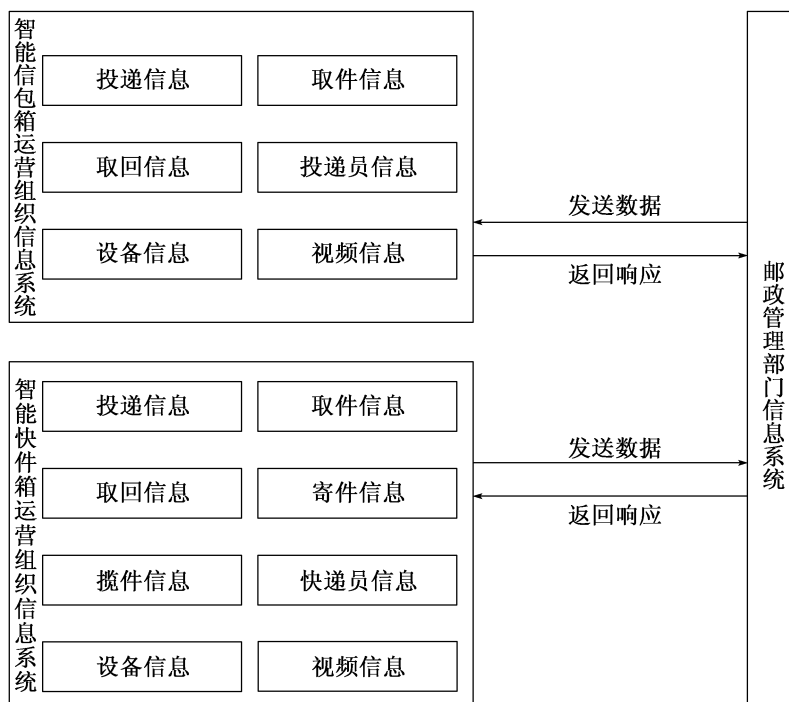 智能信包箱运营组织信息系统
投递信息
取件信息
取回信息
投递员信息
设备信息
视频信息
发送数据
返回响应
智能快件箱运营组织信息系统
投递信息
取件信息
取回信息
寄件信息
揽件信息
快递员信息
设备信息
视频信息
发送数据
返回响应
邮政管理部门信息系统